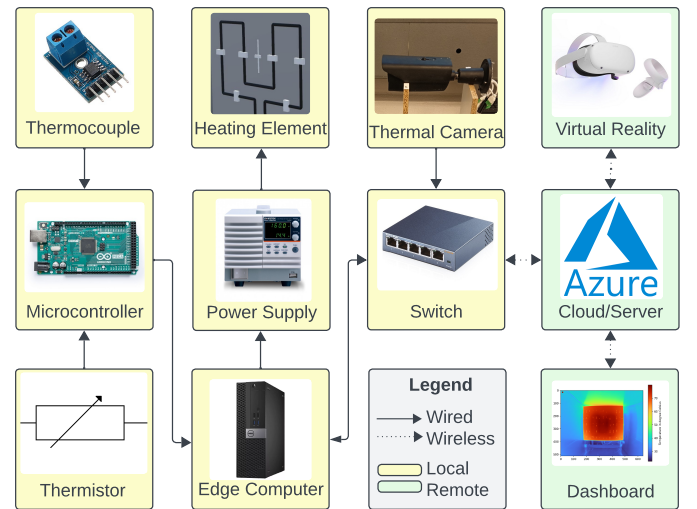 Thermocouple
Heating Element
Thermal Camera
Virtual Reality
Microcontroller
Power Supply
Switch
Azure
Cloud/Server
Thermistor
Edge Computer
Legend
Wired
Wireless
Local
Remote
Dashboard